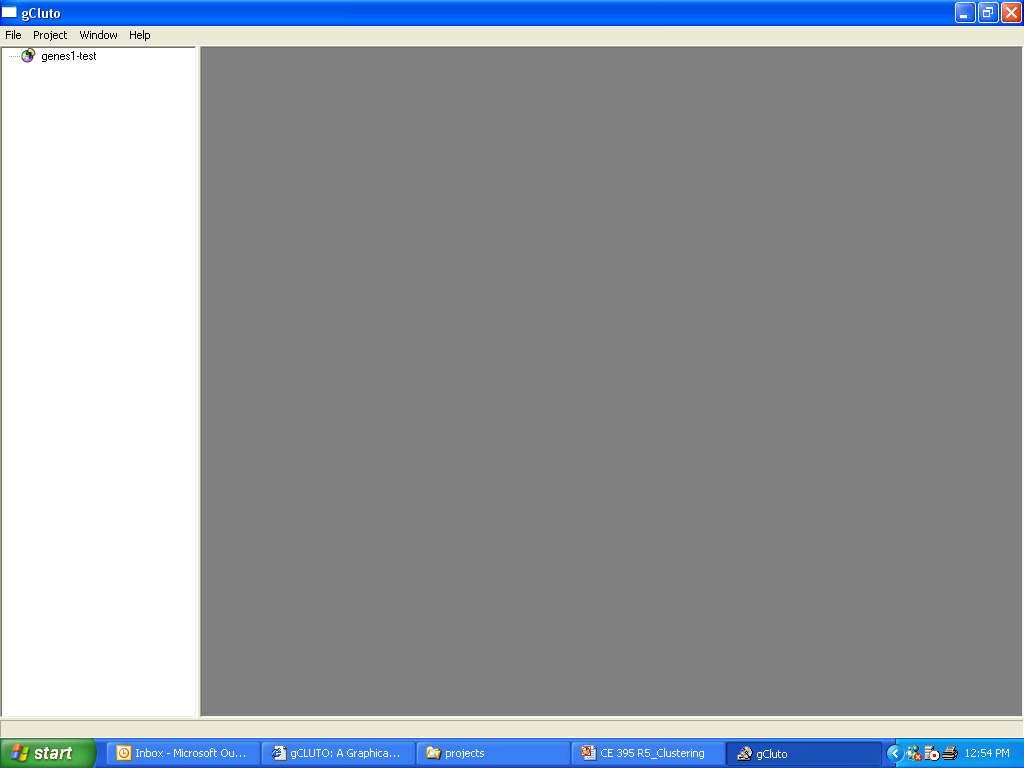 gCluto
File Project Window Help
genes1-test
start
Inbox - Microsoft Ou...
gCLUTO: A Graphica...
projects
CE 395 R5_Clustering
gCluto
12:54 PM